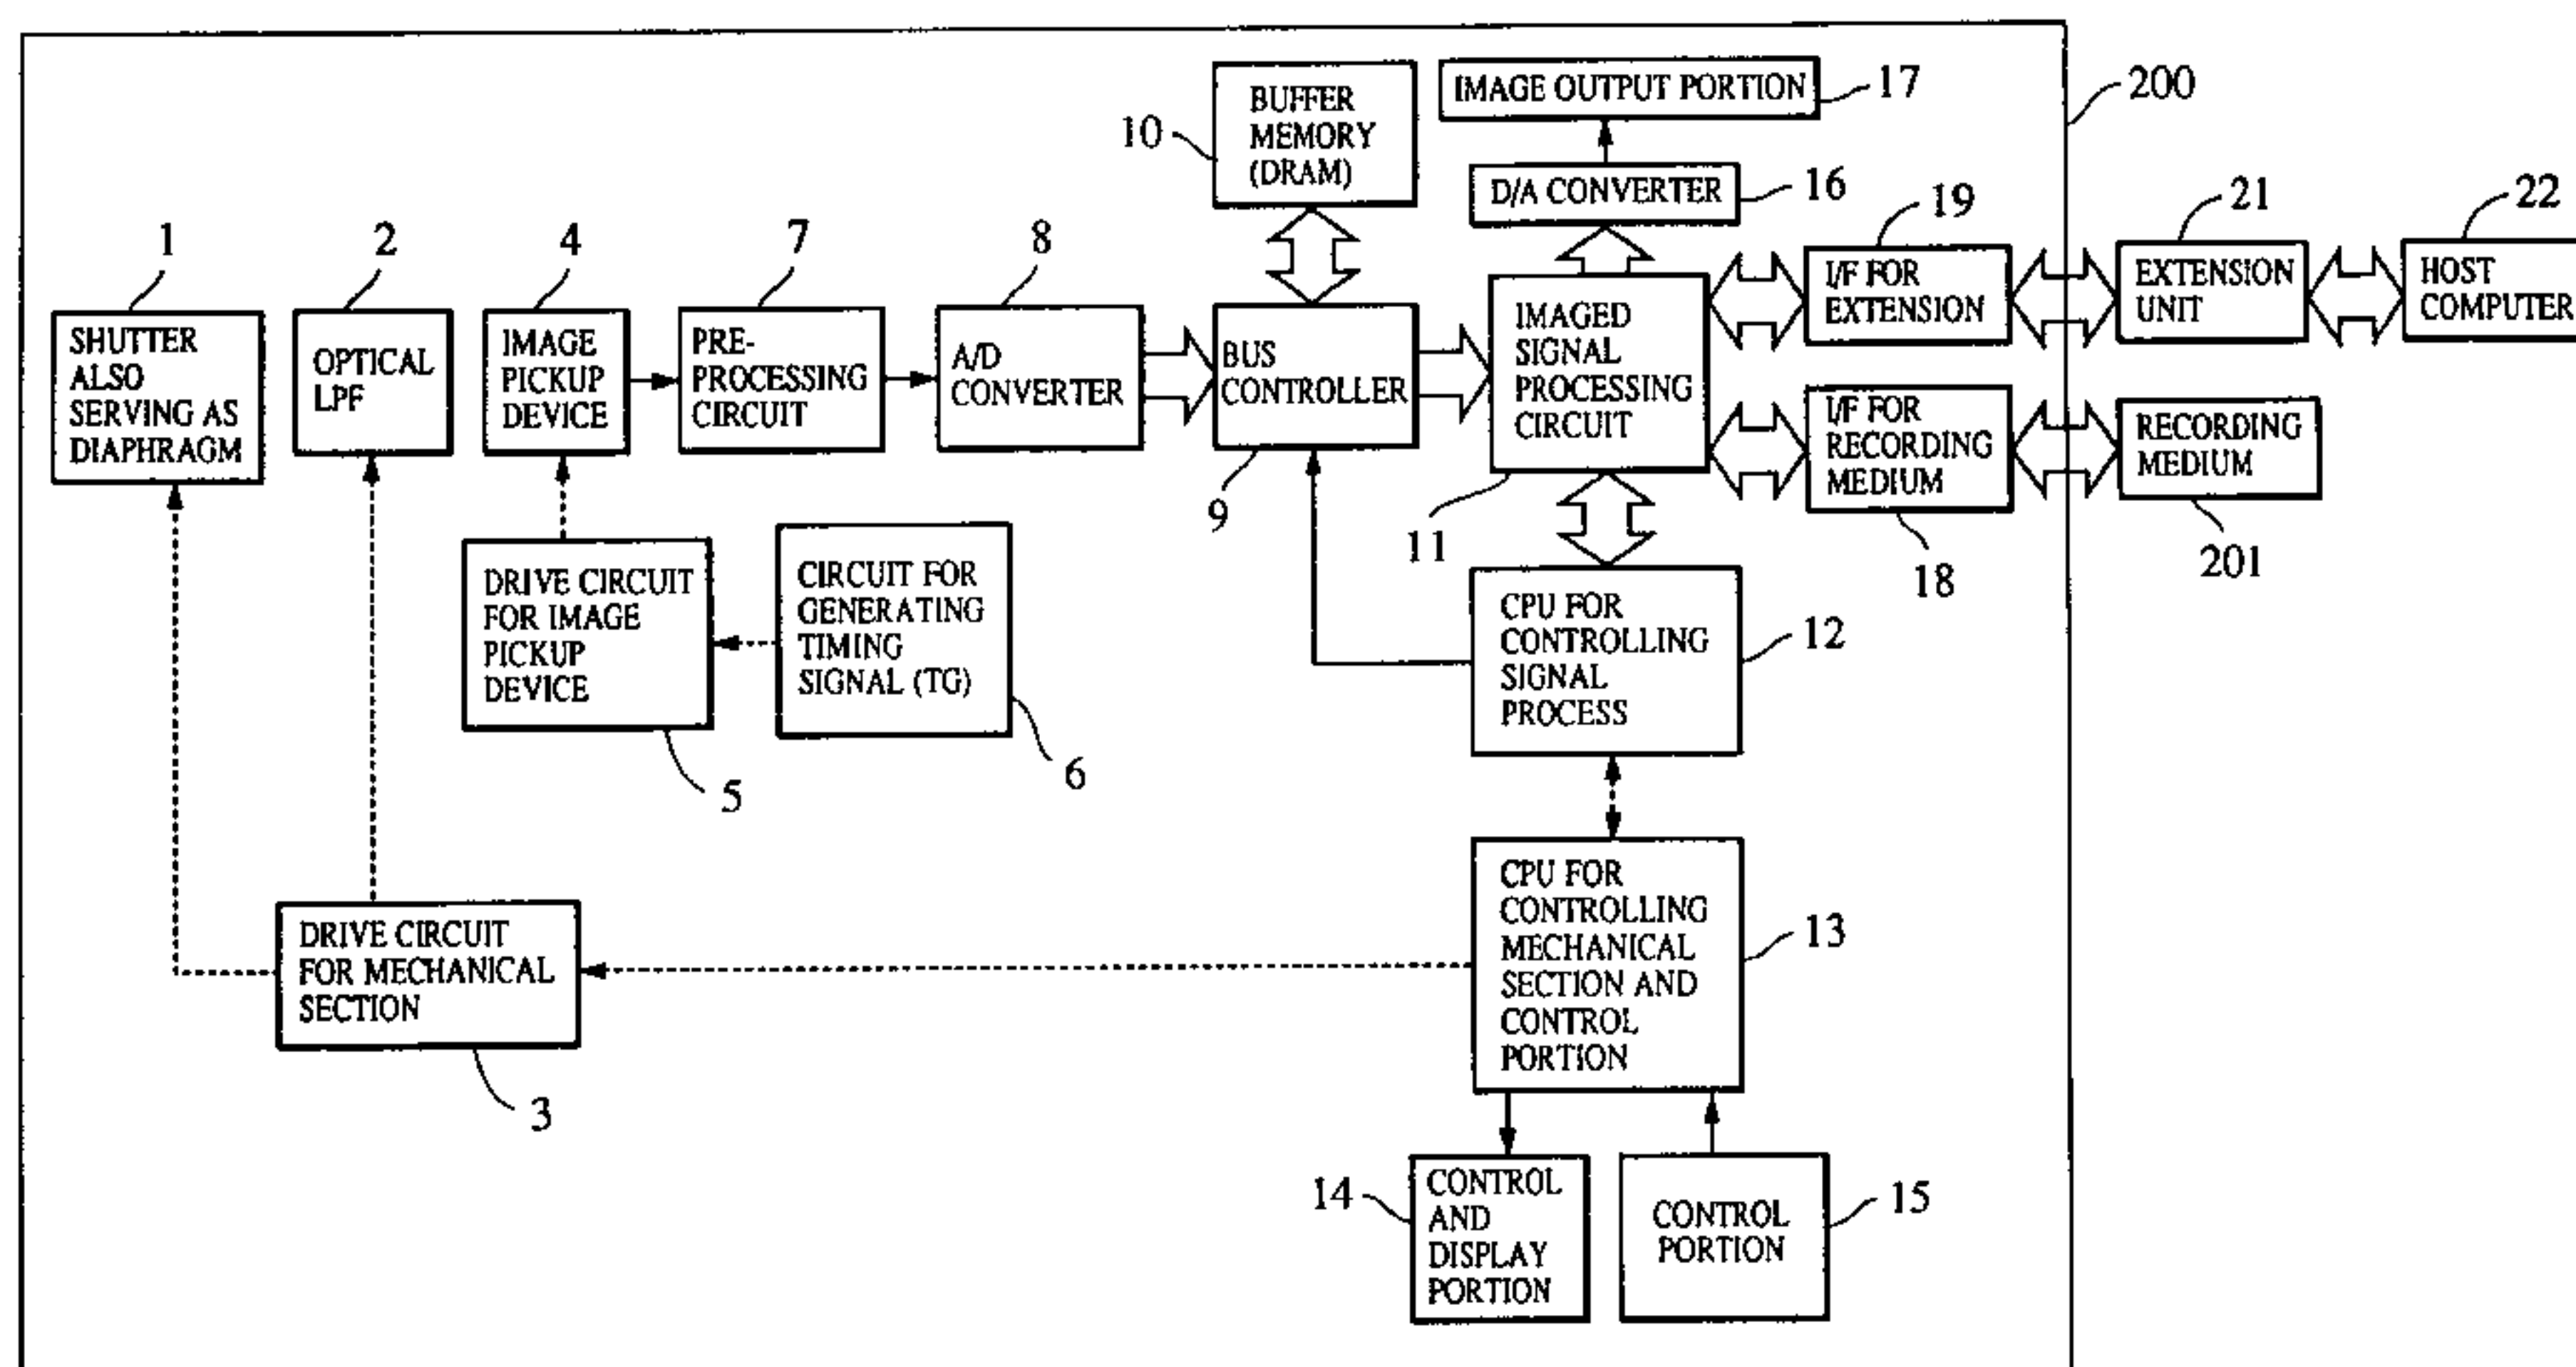 200
BUFFER
MEMORY
(DRAM)
10
IMAGE OUTPUT PORTION
17
D/A CONVERTER
16
1
SHUTTER
ALSO
SERVING AS
DIAPHRAGM
2
OPTICAL
LPF
4
IMAGE
PICKUP
DEVICE
7
PRE-
PROCESSING
CIRCUIT
8
A/D
CONVERTER
BUS
CONTROLLER
9
IMAGED
SIGNAL
PROCESSING
CIRCUIT
11
19
I/F FOR
EXTENSION
21
EXTENSION
UNIT
22
HOST
COMPUTER
I/F FOR
RECORDING
MEDIUM
18
RECORDING
MEDIUM
201
DRIVE CIRCUIT
FOR IMAGE
PICKUP
DEVICE
5
CIRCUIT FOR
GENERATING
TIMING
SIGNAL (TG)
6
CPU FOR
CONTROLLING
SIGNAL
PROCESS
12
DRIVE CIRCUIT
FOR MECHANICAL
SECTION
3
CPU FOR
CONTROLLING
MECHANICAL
SECTION AND
CONTROL
PORTION
13
14
CONTROL
AND
DISPLAY
PORTION
CONTROL
PORTION
15